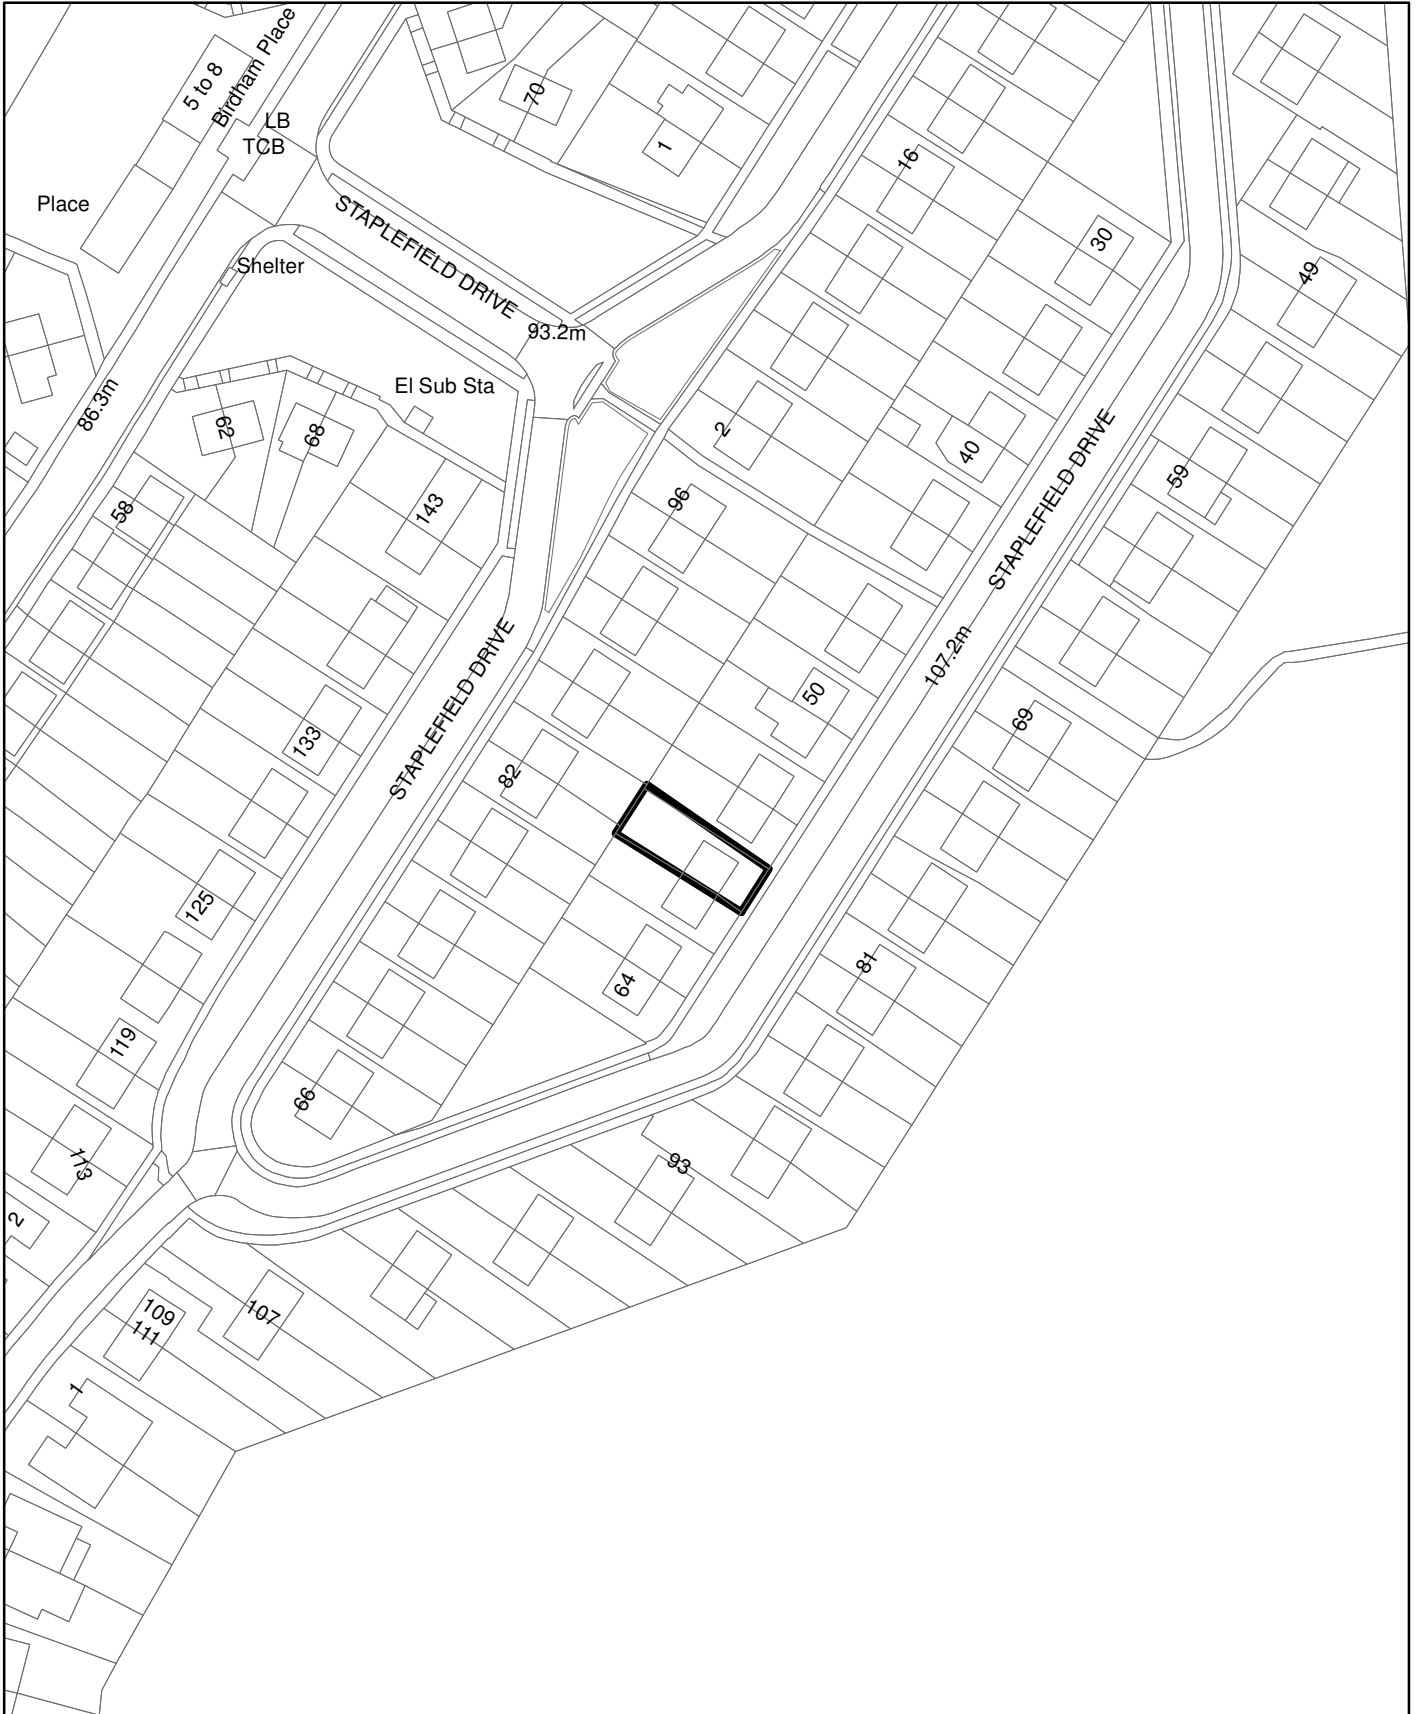 5 to 8
Birdham Place
LB
TCB
70
1
16
Place
STAPLEFIELD DRIVE
30
Shelter
49
93.2m
El Sub Sta
86.3m
62
68
2
40
STAPLEFIELD DRIVE
59
58
143
96
107.2m
STAPLEFIELD DRIVE
50
69
133
82
125
81
64
119
66
173
93
2
109
111
107
1